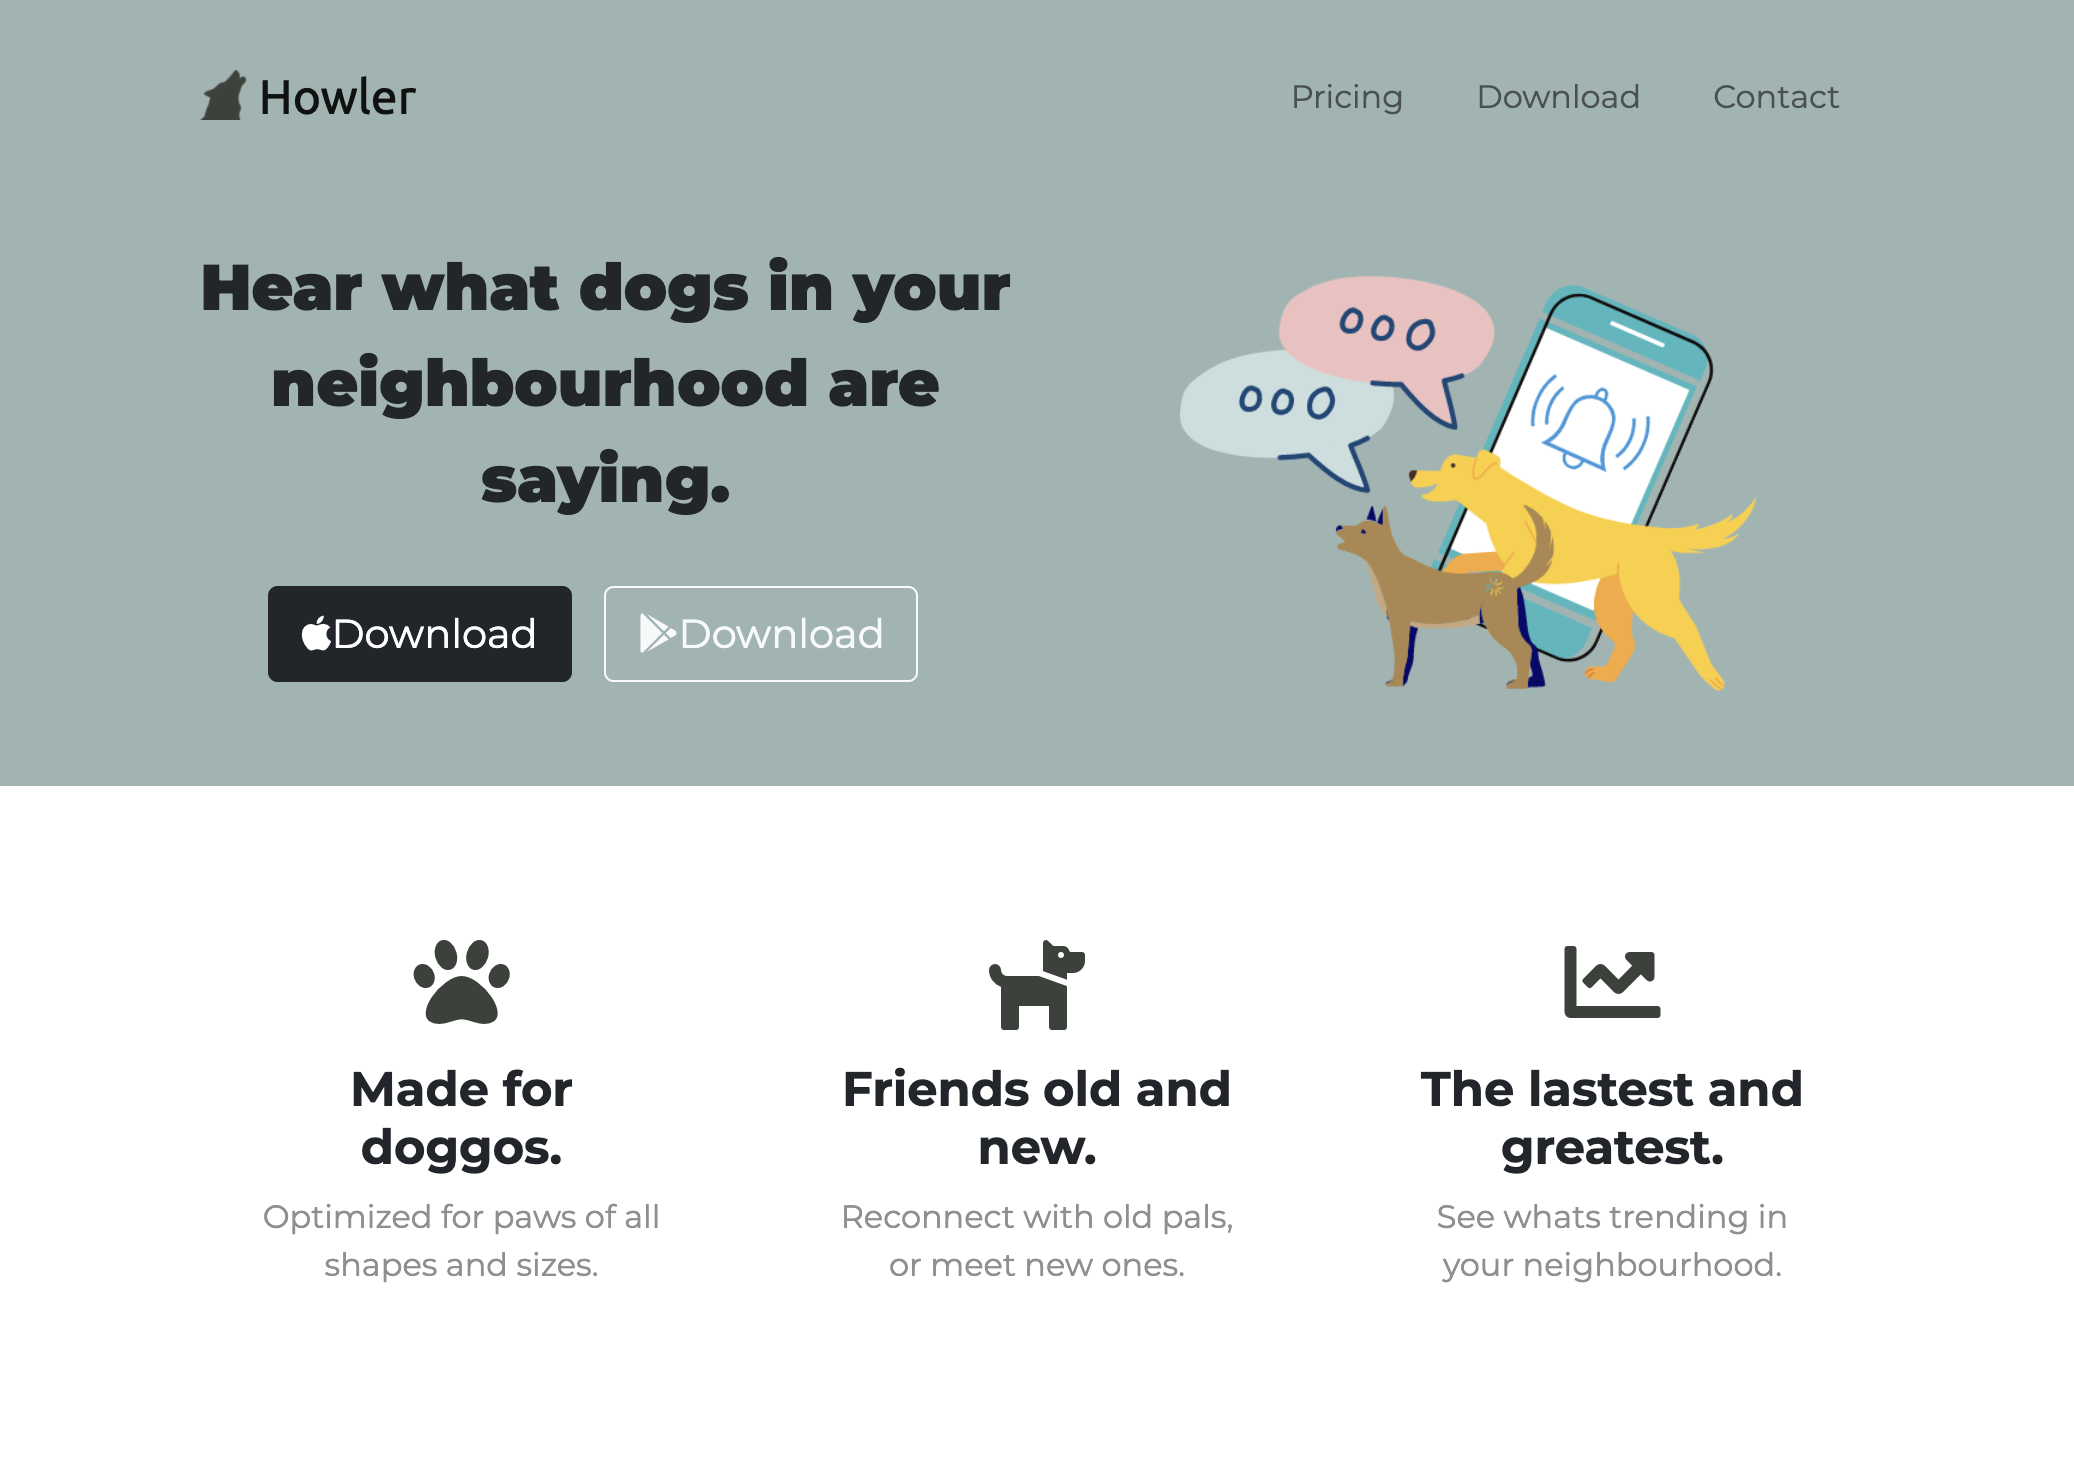 Howler
Pricing
Download
Contact
Hear what dogs in your
neighbourhood are
saying.
Download
Download
Made for
doggos.
Optimized for paws of all
shapes and sizes.
Friends old and
new.
Reconnect with old pals,
or meet new ones.
The lastest and
greatest.
See whats trending in
your neighbourhood.